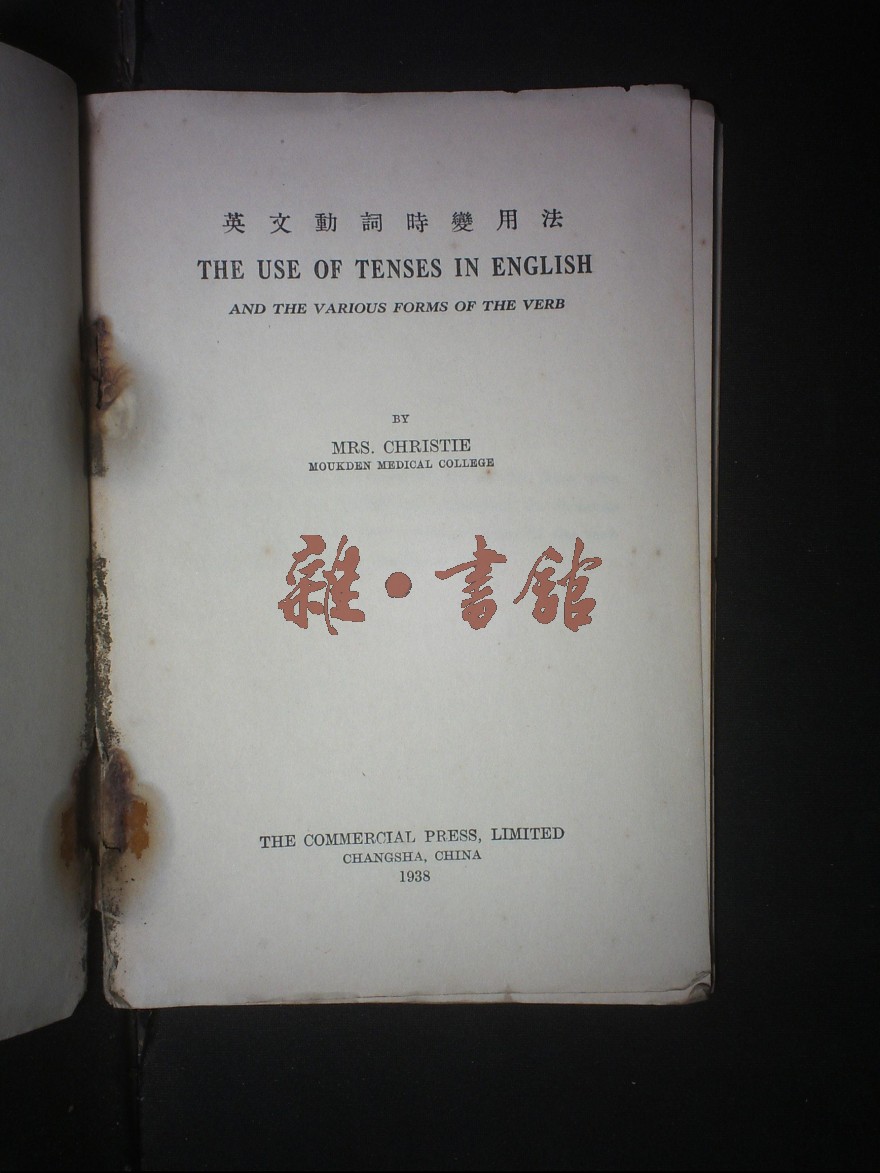 英文動詞時變用法
THE USE OF TENSES IN ENGLISH
AND THE VARIOUS FORMS OF THE VERB
BY
MRS. CHRISTIE
MOUKDEN MEDICAL COLLEGE
雜·書館
THE COMMERCIAL PRESS, LIMITED
CHANGSHA, CHINA
1938